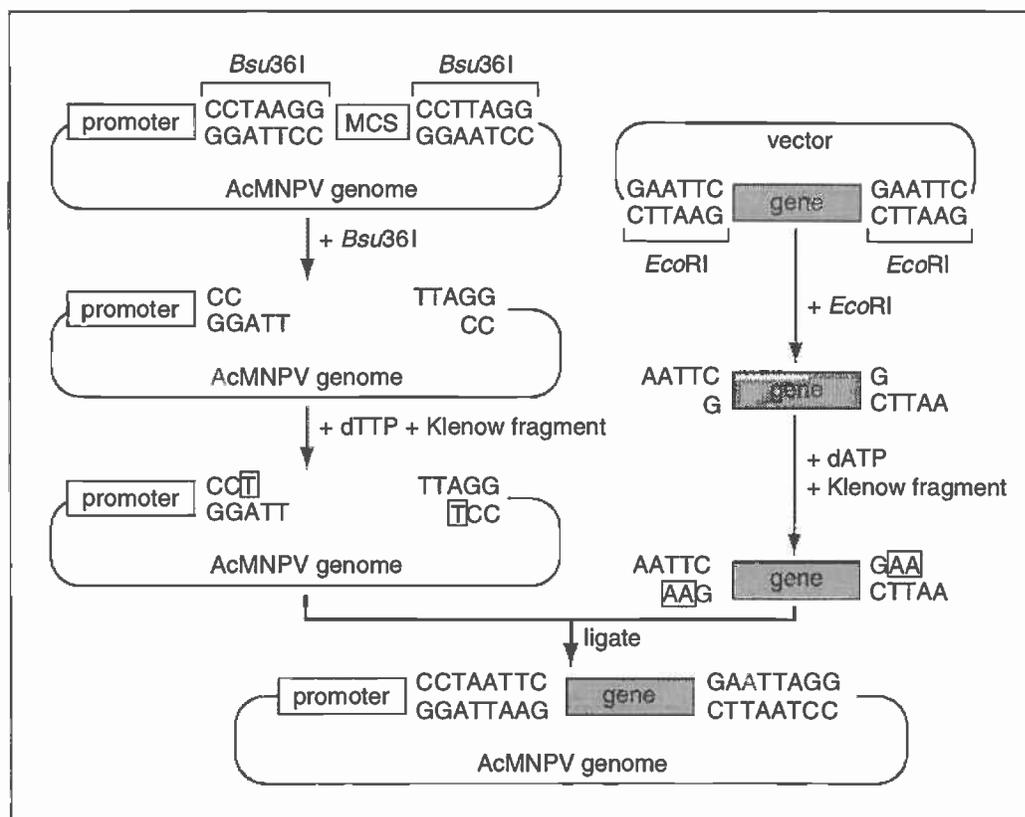 Bsu36I
Bsu36I
promoter
CCTAAGG
GGATTCC
MCS
CCTTAGG
GGAATCC
AcMNPV genome
+ Bsu36I
promoter
CC
GGATT
TTAGG
CC
AcMNPV genome
+ dTTP + Klenow fragment
promoter
CCT
GGATT
TTAGG
TCC
AcMNPV genome
vector
GAATTC
CTTAAG
gene
GAATTC
CTTAAG
EcoRI
EcoRI
+ EcoRI
AATTC
G
gene
G
CTTAA
+ dATP
+ Klenow fragment
AATTC
AAG
gene
GAA
CTTAA
ligate
promoter
CCTAATTC
GGATTAAG
gene
GAATTAGG
CTTAATCC
AcMNPV genome